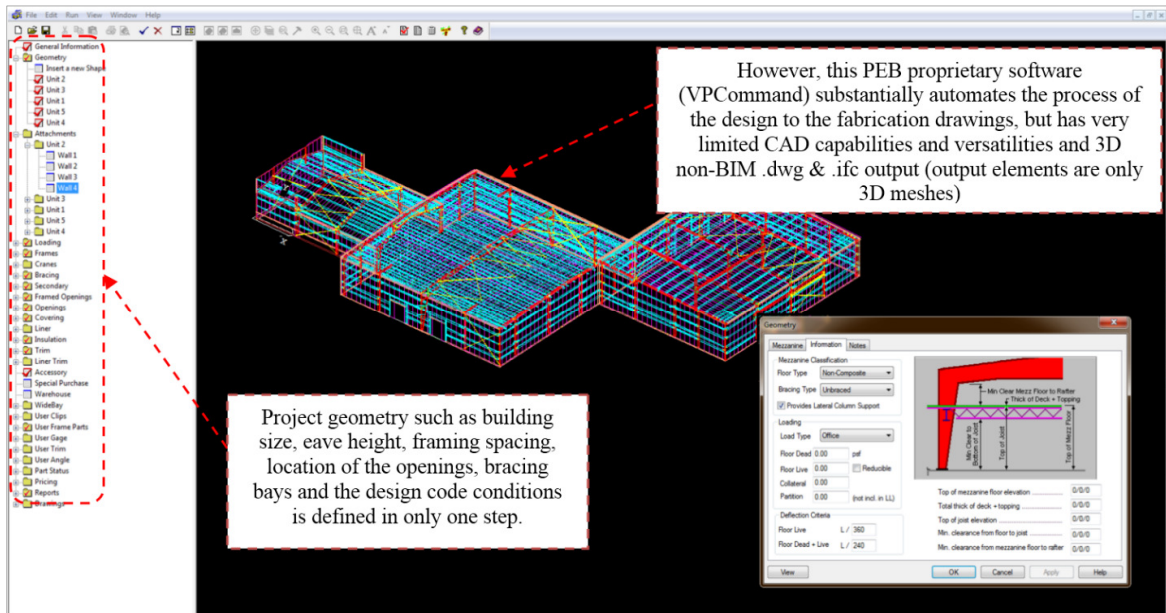 File Edit Run View Window Help
General Information
Geometry
Insert a new Shape
Unit 2
Unit 3
Unit 1
Unit 5
Unit 4
Attachments
Unit 2
Wall 1
Wall 2
Wall 3
Wall 4
Unit 3
Unit 1
Unit 5
Unit 4
Loading
Frames
Cranes
Bracing
Secondary
Framed Openings
Openings
Covering
Liner
Insulation
Trim
Liner Trim
Accessory
Special Purchase
Warehouse
WideBay
User Clips
User Frame Parts
User Gage
User Trim
User Angle
Part Status
Pricing
Reports
Drawings
However, this PEB proprietary software
(VPCommand) substantially automates the process of
the design to the fabrication drawings, but has very
limited CAD capabilities and versatilities and 3D
non-BIM .dwg & .ifc output (output elements are only
3D meshes)
Project geometry such as building
size, eave height, framing spacing,
location of the openings, bracing
bays and the design code conditions
is defined in only one step.
Geometry
Mezzanine Information Notes
Mezzanine Classification
Floor Type Non-Composite
Bracing Type Unbraced
Provides Lateral Column Support
Loading
Load Type Office
Floor Dead 0.00 psf
Floor Live 0.00 Reducible
Collateral 0.00
Partition 0.00 (not incl. in LL)
Deflection Criteria
Floor Live L / 360
Floor Dead + Live L / 240
Min Clear Mezz Floor to Rafter
Thick of Deck + Topping
Min Clear to
Bottom of Joist
Top of Joist
Top of Mezz Floor
Top of mezzanine floor elevation 0/0/0
Total thick of deck + topping 0/0/0
Top of joist elevation 0/0/0
Min. clearance from floor to joist 0/0/0
Min. clearance from mezzanine floor to rafter 0/0/0
View OK Cancel Apply Help